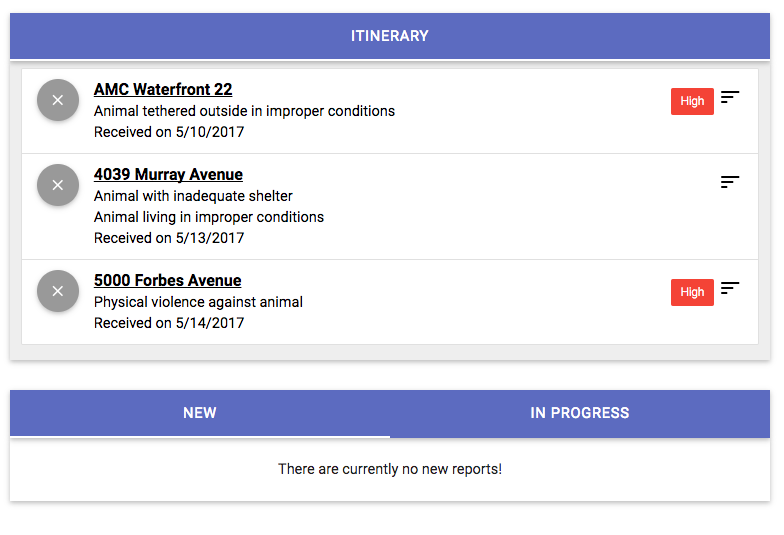 ITINERARY
AMC Waterfront 22
Animal tethered outside in improper conditions
Received on 5/10/2017
High
4039 Murray Avenue
Animal with inadequate shelter
Animal living in improper conditions
Received on 5/13/2017
5000 Forbes Avenue
Physical violence against animal
Received on 5/14/2017
High
NEW
IN PROGRESS
There are currently no new reports!